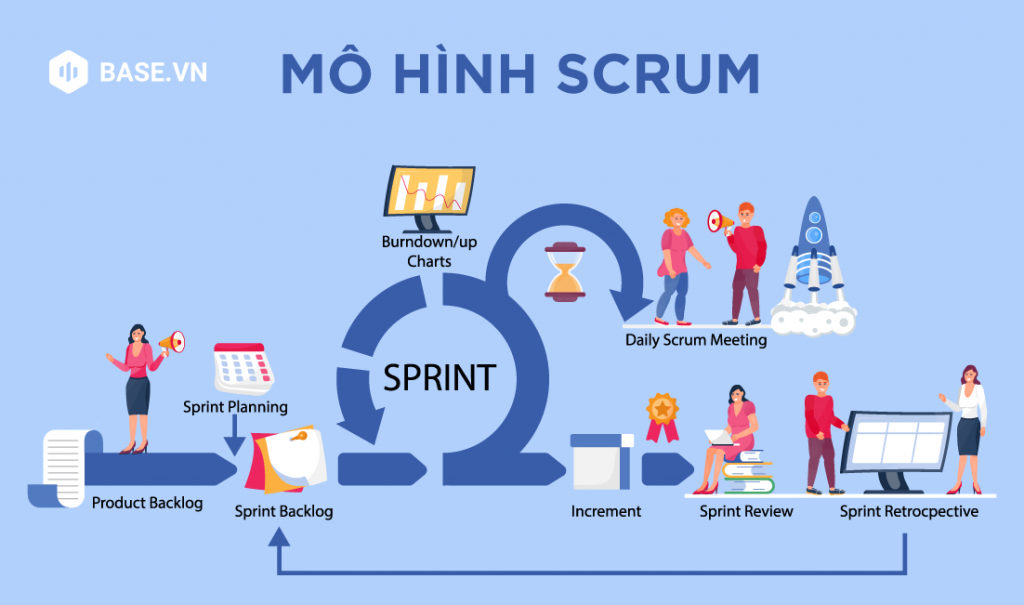 BASE.VN
MÔ HÌNH SCRUM
Burndown/up
Charts
Daily Scrum Meeting
SPRINT
Sprint Planning
Product Backlog
Sprint Backlog
Increment
Sprint Review
Sprint Retrocpective